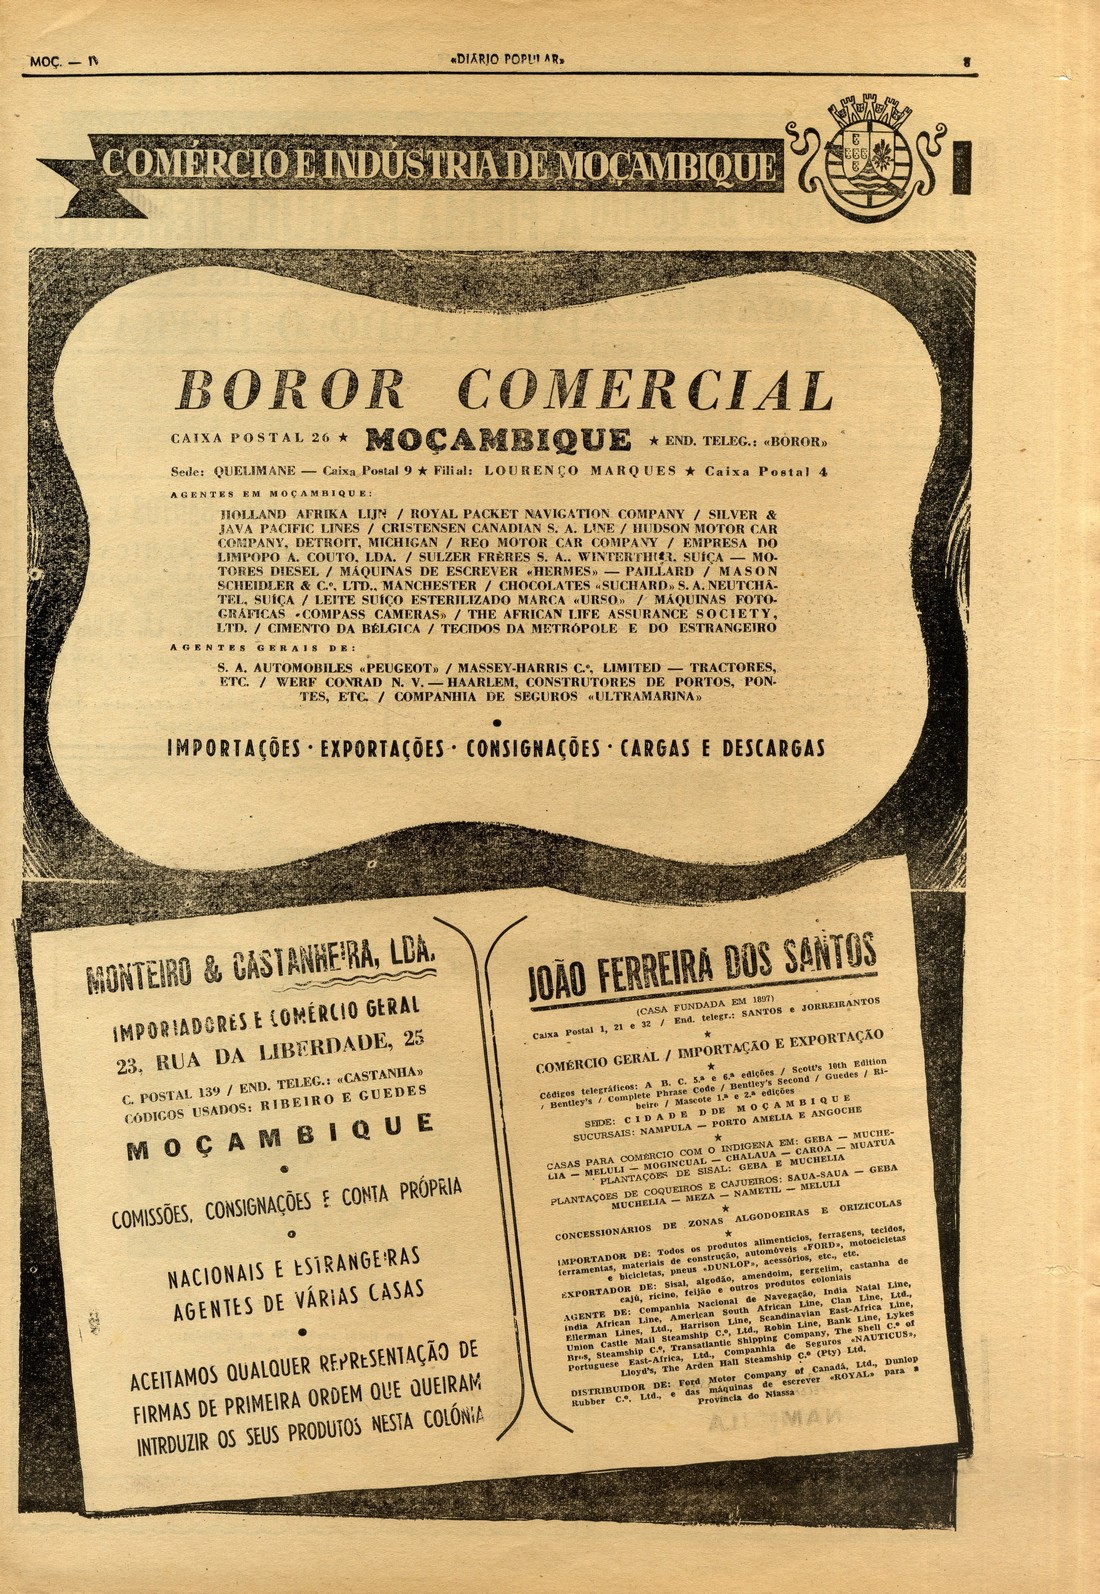 MOÇ. —
«DIÁRIO POPULAR»
8
COMÉRCIO E INDÚSTRIA DE MOÇAMBIQUE
BOROR COMERCIAL
CAIXA POSTAL 26 ★ MOÇAMBIQUE ★ END. TELEG.: «BOROR»
Sede: QUELIMANE — Caixa Postal 9 ★ Filial: LOURENÇO MARQUES ★ Caixa Postal 4
AGENTES EM MOÇAMBIQUE:
HOLLAND AFRIKA LIJN / ROYAL PACKET NAVIGATION COMPANY / SILVER &
JAVA PACIFIC LINES / CRISTENSEN CANADIAN S. A. LINE / HUDSON MOTOR CAR
COMPANY, DETROIT, MICHIGAN / REO MOTOR CAR COMPANY / EMPRESA DO
LIMPOPO A. COUTO, LDA. / SULZER FRÈRES S. A.. WINTERTHUR. SUÍÇA — MO-
TORES DIESEL / MÁQUINAS DE ESCREVER «HERMES» — PAILLARD / MASON
SCHEIDLER & C.º, LTD., MANCHESTER / CHOCOLATES «SUCHARD» S. A. NEUTCHÂ-
TEL, SUÍÇA / LEITE SUÍÇO ESTERILIZADO MARCA «URSO» / MÁQUINAS FOTO-
GRÁFICAS «COMPASS CAMERAS» / THE AFRICAN LIFE ASSURANCE SOCIETY,
LTD. / CIMENTO DA BÉLGICA / TECIDOS DA METRÓPOLE E DO ESTRANGEIRO
AGENTES GERAIS DE:
S. A. AUTOMOBILES «PEUGEOT» / MASSEY-HARRIS C.º, LIMITED — TRACTORES,
ETC. / WERF CONRAD N. V. — HAARLEM, CONSTRUTORES DE PORTOS, PON-
TES, ETC. / COMPANHIA DE SEGUROS «ULTRAMARINA»
IMPORTAÇÕES · EXPORTAÇÕES · CONSIGNAÇÕES · CARGAS E DESCARGAS
MONTEIRO & CASTANHEIRA, LDA.
IMPORTADORES E COMÉRCIO GERAL
23, RUA DA LIBERDADE, 25
C. POSTAL 139 / END. TELEG.: «CASTANHA»
CÓDIGOS USADOS: RIBEIRO E GUEDES
MOÇAMBIQUE
COMISSÕES, CONSIGNAÇÕES E CONTA PRÓPRIA
NACIONAIS E ESTRANGEIRAS
AGENTES DE VÁRIAS CASAS
ACEITAMOS QUALQUER REPRESENTAÇÃO DE
FIRMAS DE PRIMEIRA ORDEM QUE QUEIRAM
INTRDUZIR OS SEUS PRODUTOS NESTA COLÓNIA
JOÃO FERREIRA DOS SANTOS
(CASA FUNDADA EM 1897)
Caixa Postal 1, 21 e 32 / End. telegr.: SANTOS e JORREIRANTOS
★
COMÉRCIO GERAL / IMPORTAÇÃO E EXPORTAÇÃO
★
Códigos telegráficos: A B. C. 5.ª e 6.ª edições / Scott's 10th Edition
/ Bentley's / Complete Phrase Code / Bentley's Second / Guedes / Ri-
beiro / Mascote 1.ª e 2.ª edições
SEDE: CIDADE DDE MOÇAMBIQUE
SUCURSAIS: NAMPULA — PORTO AMÉLIA E ANGOCHE
★
CASAS PARA COMÉRCIO COM O INDIGENA EM: GEBA — MUCHE-
LIA — MELULI — MOGINCUAL — CHALAUA — CAROA — MUATUA
PLANTAÇÕES DE SISAL: GEBA E MUCHELIA
PLANTAÇÕES DE COQUEIROS E CAJUEIROS: SAUA-SAUA — GEBA
MUCHELIA — MEZA — NAMETIL — MELULI
★
CONCESSIONÁRIOS DE ZONAS ALGODOEIRAS E ORIZICOLAS
★
IMPORTADOR DE: Todos os produtos alimentícios, ferragens, tecidos,
ferramentas, materiais de construção, automóveis «FORD», motocicletas
e bicicletas, pneus «DUNLOP», acessórios, etc., etc.
EXPORTADOR DE: Sisal, algodão, amendoim, gergelim, castanha de
cajú, rícino, feijão e outros produtos coloniais
AGENTE DE: Companhia Nacional de Navegação, India Natal Line,
India African Line, American South African Line, Clan Line, Ltd.,
Ellerman Lines, Ltd., Harrison Line, Scandinavian East-Africa Line,
Union Castle Mail Steamship C.º, Ltd., Robin Line, Bank Line, Lykes
Bros, Steamship C.º, Transatlantic Shipping Company, The Shell C.º of
Portuguese East-Africa, Ltd., Companhia de Seguros «NAUTICUS»,
Lloyd's, The Arden Hall Steamship C.º (Pty) Ltd.
DISTRIBUIDOR DE: Ford Motor Company of Canadá, Ltd., Dunlop
Rubber C.º, Ltd., e das máquinas de escrever «ROYAL» para a
Província do Niassa